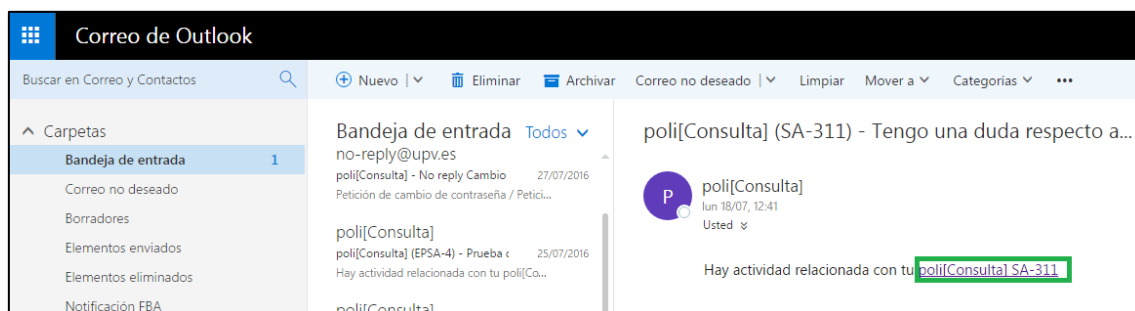 Correo de Outlook
Buscar en Correo y Contactos
Nuevo | Eliminar Archivar Correo no deseado | Limpiar Mover a Categorías •••
Carpetas
Bandeja de entrada 1
Correo no deseado
Borradores
Elementos enviados
Elementos eliminados
Notificación FBA
Bandeja de entrada Todos
no-reply@upv.es
poli[Consulta] - No reply Cambio 27/07/2016
Petición de cambio de contraseña / Petici...
poli[Consulta]
poli[Consulta] (EPSA-4) - Prueba 25/07/2016
Hay actividad relacionada con tu poli[Co...
poli[Consulta]
poli[Consulta] (SA-311) - Tengo una duda respecto a...
P
poli[Consulta]
lun 18/07, 12:41
Usted
Hay actividad relacionada con tu poli[Consulta] SA-311